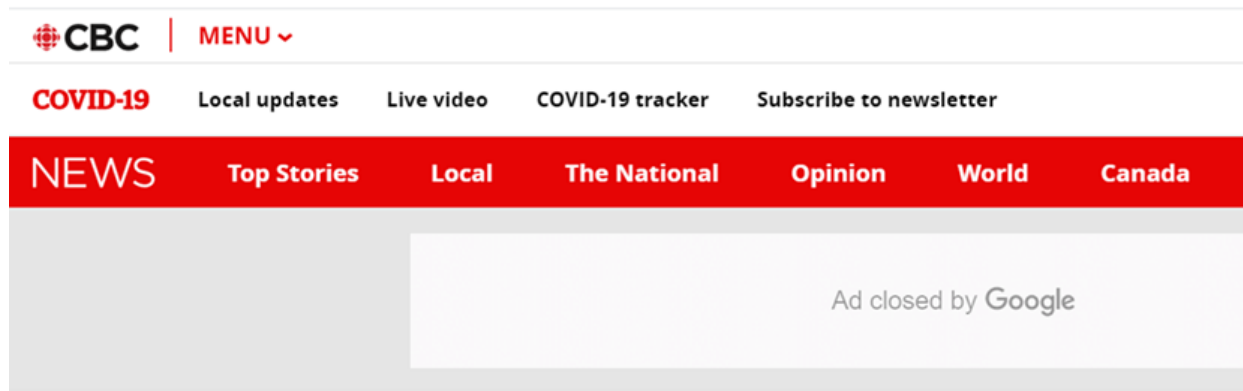 CBC MENU
COVID-19 Local updates Live video COVID-19 tracker Subscribe to newsletter
NEWS Top Stories Local The National Opinion World Canada
Ad closed by Google